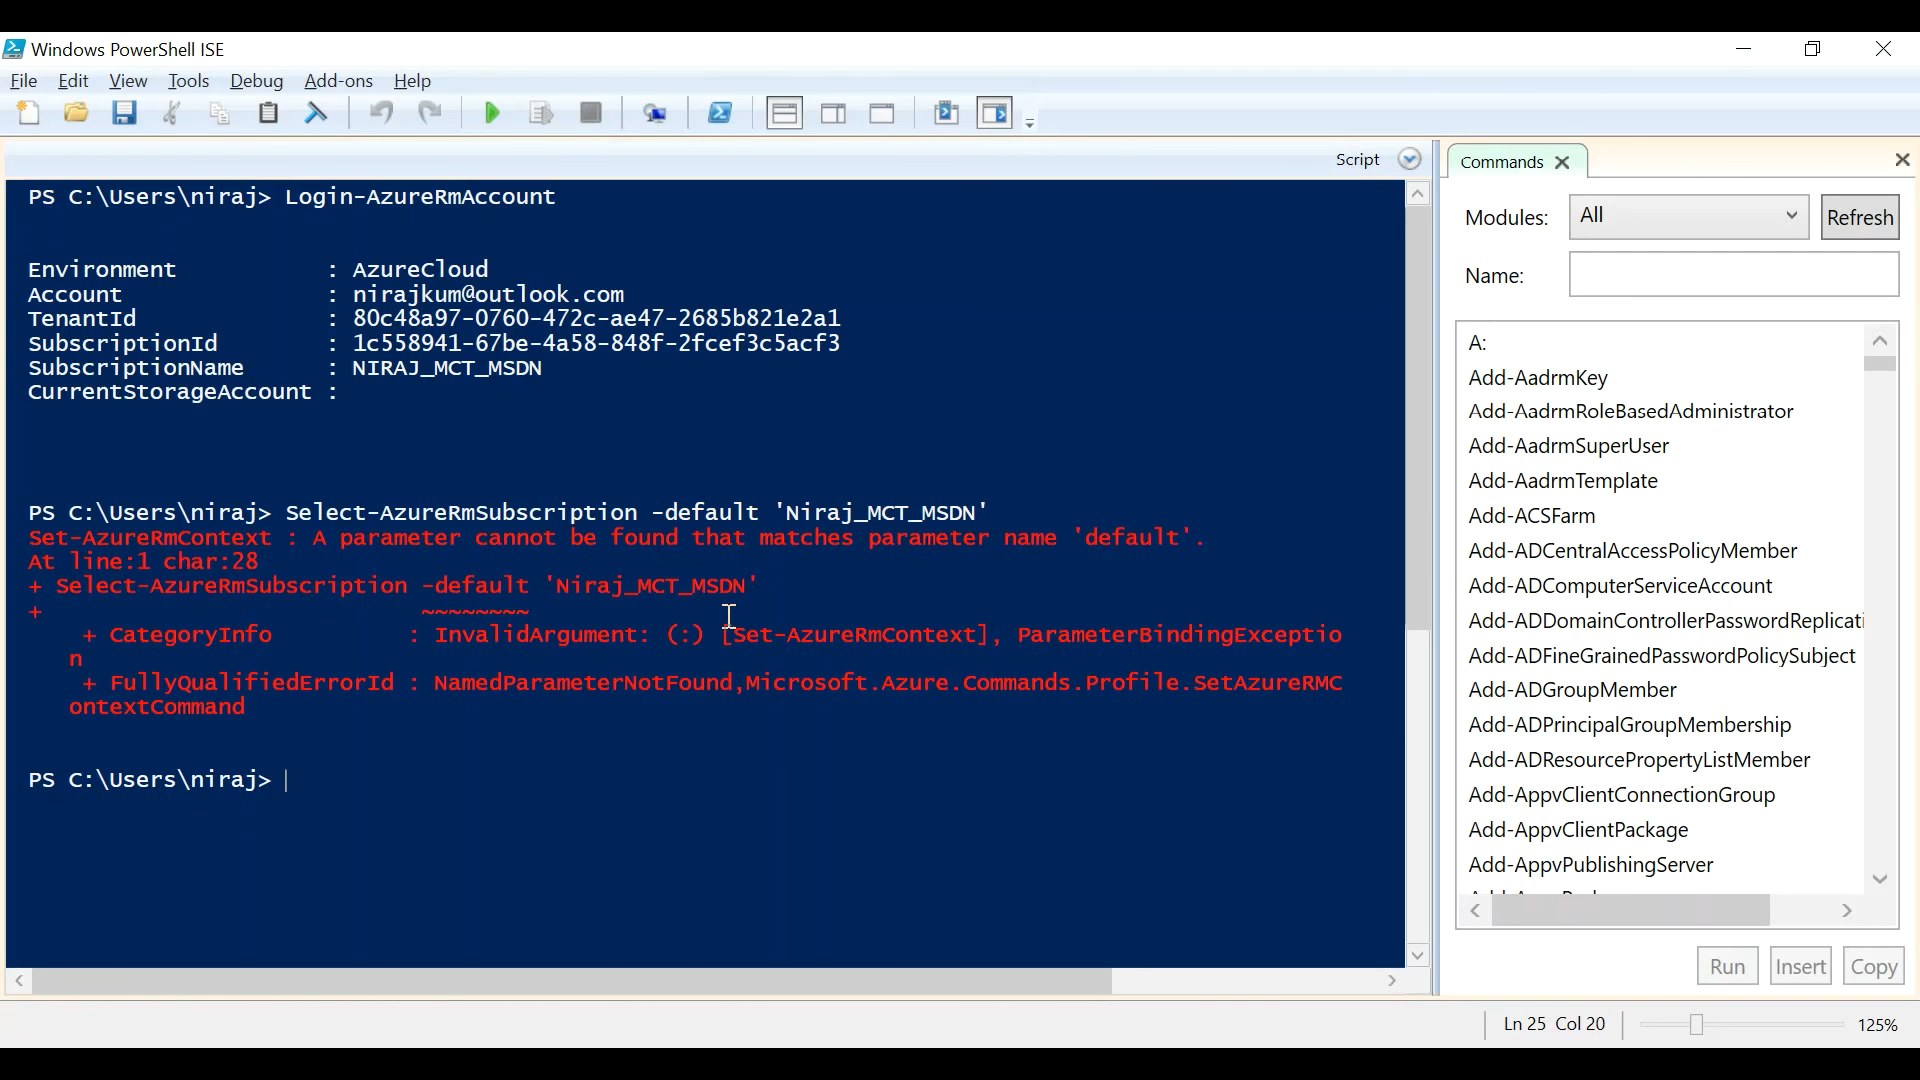 Windows PowerShell ISE
File Edit View Tools Debug Add-ons Help
Script
PS C:\Users\niraj> Login-AzureRmAccount
Environment : AzureCloud
Account : nirajkum@outlook.com
TenantId : 80c48a97-0760-472c-ae47-2685b821e2a1
SubscriptionId : 1c558941-67be-4a58-848f-2fcef3c5acf3
SubscriptionName : NIRAJ_MCT_MSDN
CurrentStorageAccount :
PS C:\Users\niraj> Select-AzureRmSubscription -default 'Niraj_MCT_MSDN'
Set-AzureRmContext : A parameter cannot be found that matches parameter name 'default'.
At line:1 char:28
+ Select-AzureRmSubscription -default 'Niraj_MCT_MSDN'
+ ~~~~~~~~
+ CategoryInfo : InvalidArgument: (:) [Set-AzureRmContext], ParameterBindingExceptio
n
+ FullyQualifiedErrorId : NamedParameterNotFound,Microsoft.Azure.Commands.Profile.SetAzureRMC
ontextCommand
PS C:\Users\niraj>
Commands
Modules: All Refresh
Name:
A:
Add-AadrmKey
Add-AadrmRoleBasedAdministrator
Add-AadrmSuperUser
Add-AadrmTemplate
Add-ACSFarm
Add-ADCentralAccessPolicyMember
Add-ADComputerServiceAccount
Add-ADDomainControllerPasswordReplicati
Add-ADFineGrainedPasswordPolicySubject
Add-ADGroupMember
Add-ADPrincipalGroupMembership
Add-ADResourcePropertyListMember
Add-AppvClientConnectionGroup
Add-AppvClientPackage
Add-AppvPublishingServer
Run Insert Copy
Ln 25 Col 20 125%